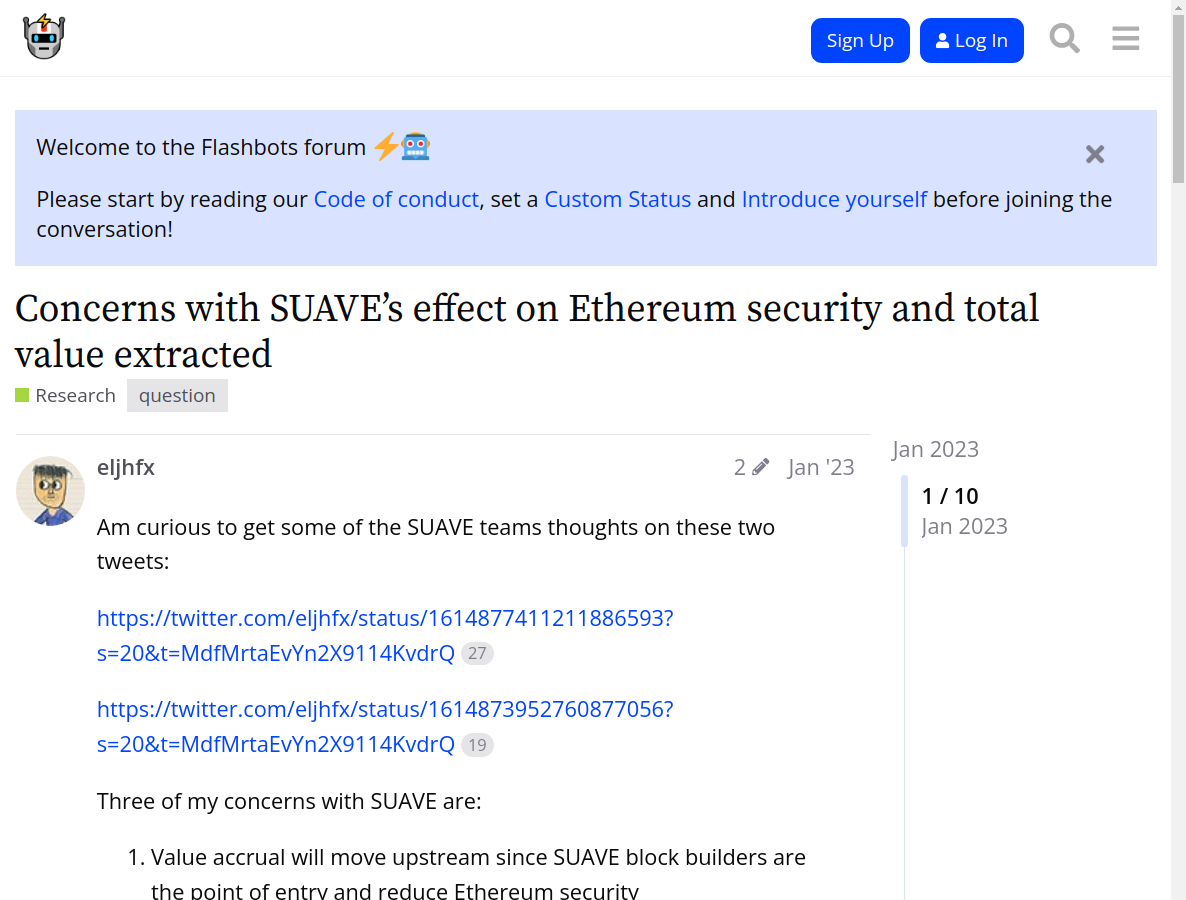 Sign Up
Log In
Welcome to the Flashbots forum
Please start by reading our Code of conduct, set a Custom Status and Introduce yourself before joining the
conversation!
Concerns with SUAVE’s effect on Ethereum security and total
value extracted
Research
question
eljhfx
2
Jan '23
Jan 2023
1 / 10
Jan 2023
Am curious to get some of the SUAVE teams thoughts on these two
tweets:
https://twitter.com/eljhfx/status/1614877411211886593?
s=20&t=MdfMrtaEvYn2X9114KvdrQ 27
https://twitter.com/eljhfx/status/1614873952760877056?
s=20&t=MdfMrtaEvYn2X9114KvdrQ 19
Three of my concerns with SUAVE are:
1. Value accrual will move upstream since SUAVE block builders are
the point of entry and reduce Ethereum security